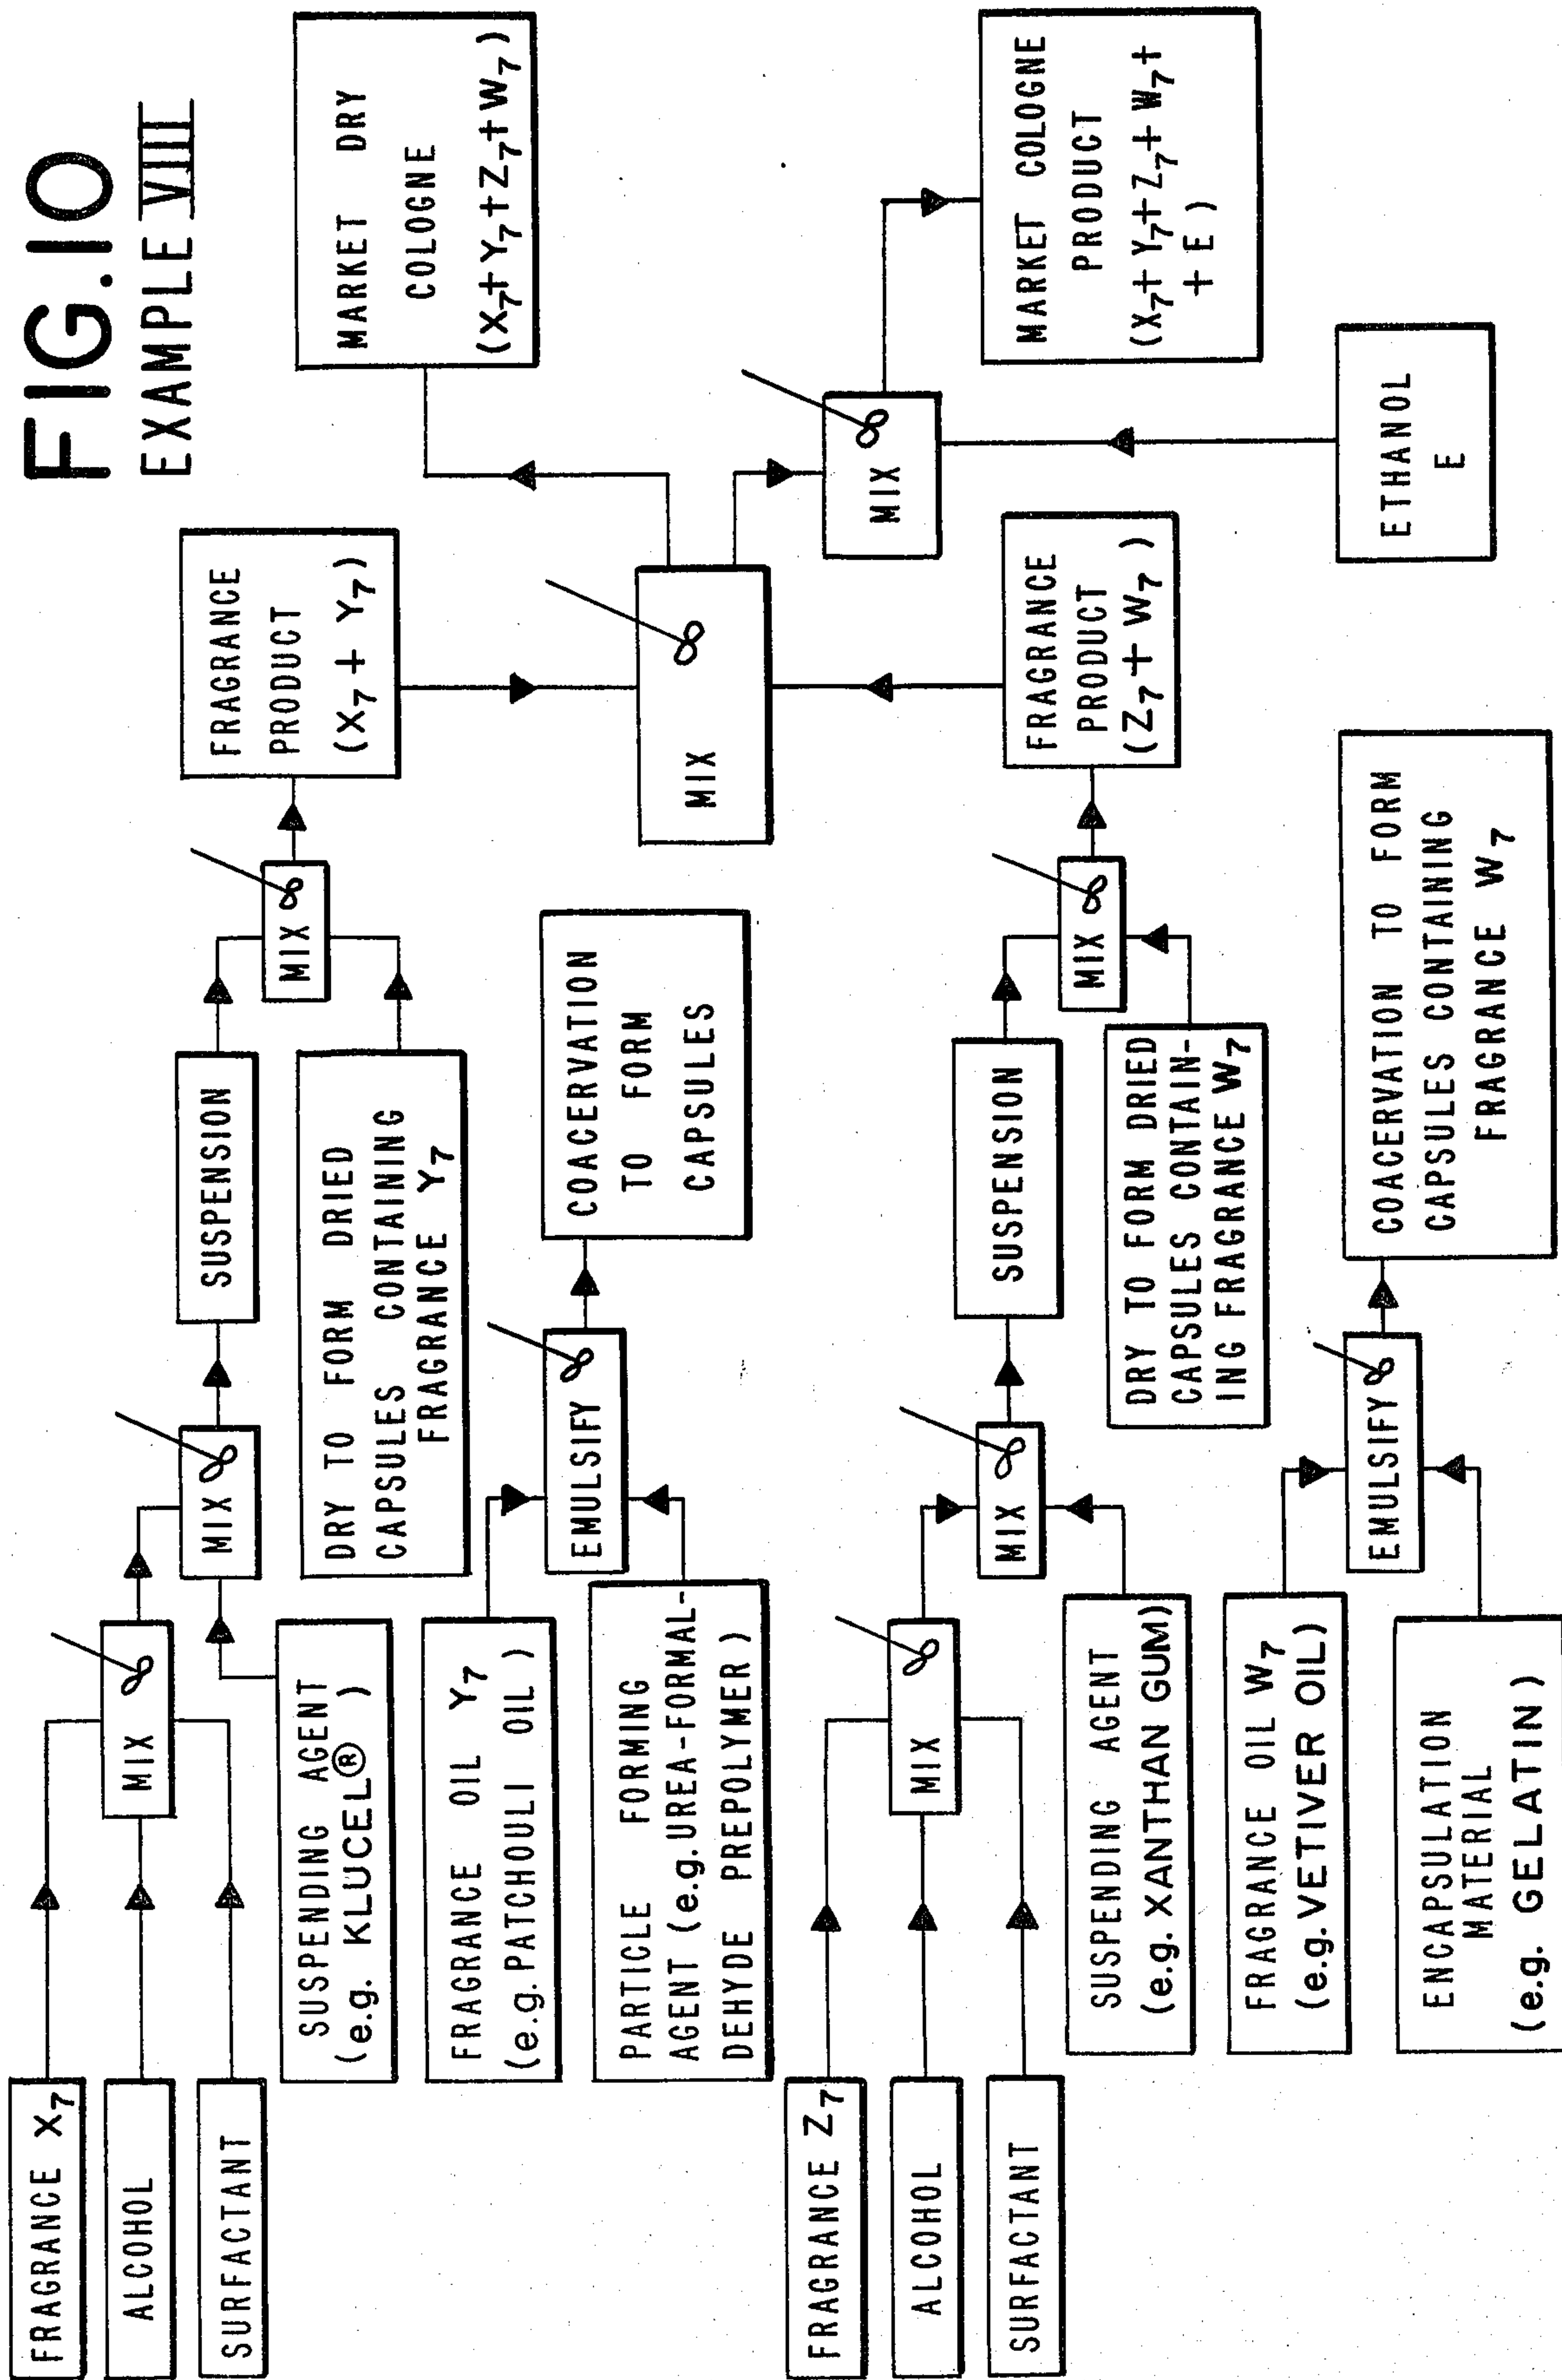 FIG.10
EXAMPLE VIII
FRAGRANCE X7
ALCOHOL
SURFACTANT
MIX
SUSPENDING AGENT
(e.g. KLUCEL®)
MIX
SUSPENSION
MIX
FRAGRANCE
PRODUCT
(X7 + Y7)
FRAGRANCE OIL Y7
(e.g. PATCHOULI OIL)
PARTICLE FORMING
AGENT (e.g. UREA-FORMAL-
DEHYDE PREPOLYMER)
EMULSIFY
COACERVATION
TO FORM
CAPSULES
DRY TO FORM DRIED
CAPSULES CONTAINING
FRAGRANCE Y7
MIX
MARKET DRY
COLOGNE
(X7+Y7+Z7+W7)
MIX
MARKET COLOGNE
PRODUCT
(X7+Y7+Z7+W7+
+E)
ETHANOL
E
FRAGRANCE Z7
ALCOHOL
SURFACTANT
MIX
SUSPENDING AGENT
(e.g. XANTHAN GUM)
MIX
SUSPENSION
MIX
FRAGRANCE
PRODUCT
(Z7+W7)
DRY TO FORM DRIED
CAPSULES CONTAIN-
ING FRAGRANCE W7
FRAGRANCE OIL W7
(e.g. VETIVER OIL)
ENCAPSULATION
MATERIAL
(e.g. GELATIN)
EMULSIFY
COACERVATION TO FORM
CAPSULES CONTAINING
FRAGRANCE W7